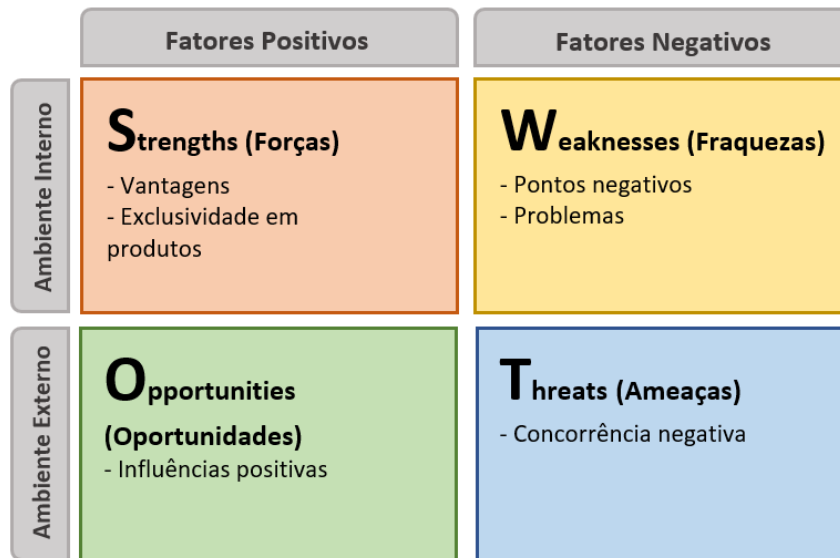 Fatores Positivos
Fatores Negativos
Ambiente Interno
Strengths (Forças)
- Vantagens
- Exclusividade em
produtos
Weaknesses (Fraquezas)
- Pontos negativos
- Problemas
Ambiente Externo
Opportunities
(Oportunidades)
- Influências positivas
Threats (Ameaças)
- Concorrência negativa